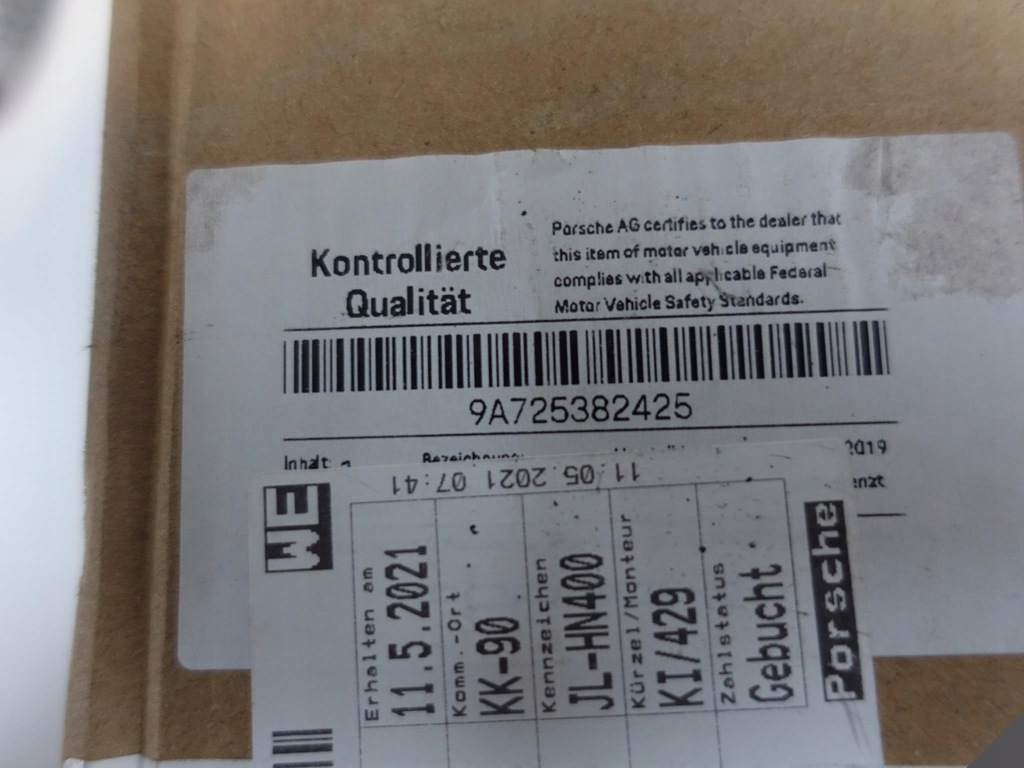 Kontrollierte
Qualität
Porsche AG certifies to the dealer that
this item of motor vehicle equipment
complies with all applicable Federal
Motor Vehicle Safety Standards.
9A725382425
Inhalt: Bezeichnung: 2019
11.05.2021 07:41
WE
Erhalten am
11.5.2021
Komm.-Ort
KK-90
Kennzeichen
JL-HN400
Kürzel/Monteur
KI/429
Zahlstatus
Gebucht
Porsche